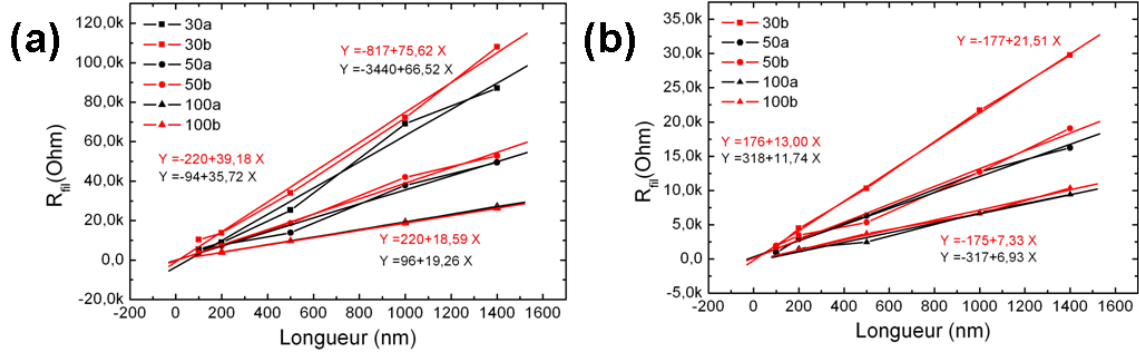 (a)
120,0k
100,0k
80,0k
60,0k
40,0k
20,0k
0,0
-20,0k
R_fil(Ohm)
30a
30b
50a
50b
100a
100b
Y =-817+75,62 X
Y =-3440+66,52 X
Y =-220+39,18 X
Y =-94+35,72 X
Y =220+18,59 X
Y =96+19,26 X
-200 0 200 400 600 800 1000 1200 1400 1600
Longueur (nm)
(b)
35,0k
30,0k
25,0k
20,0k
15,0k
10,0k
5,0k
0,0
5,0k
R_fil(Ohm)
30b
50a
50b
100a
100b
Y =-177+21,51 X
Y =176+13,00 X
Y =318+11,74 X
Y =-175+7,33 X
Y =-317+6,93 X
-200 0 200 400 600 800 1000 1200 1400 1600
Longueur (nm)